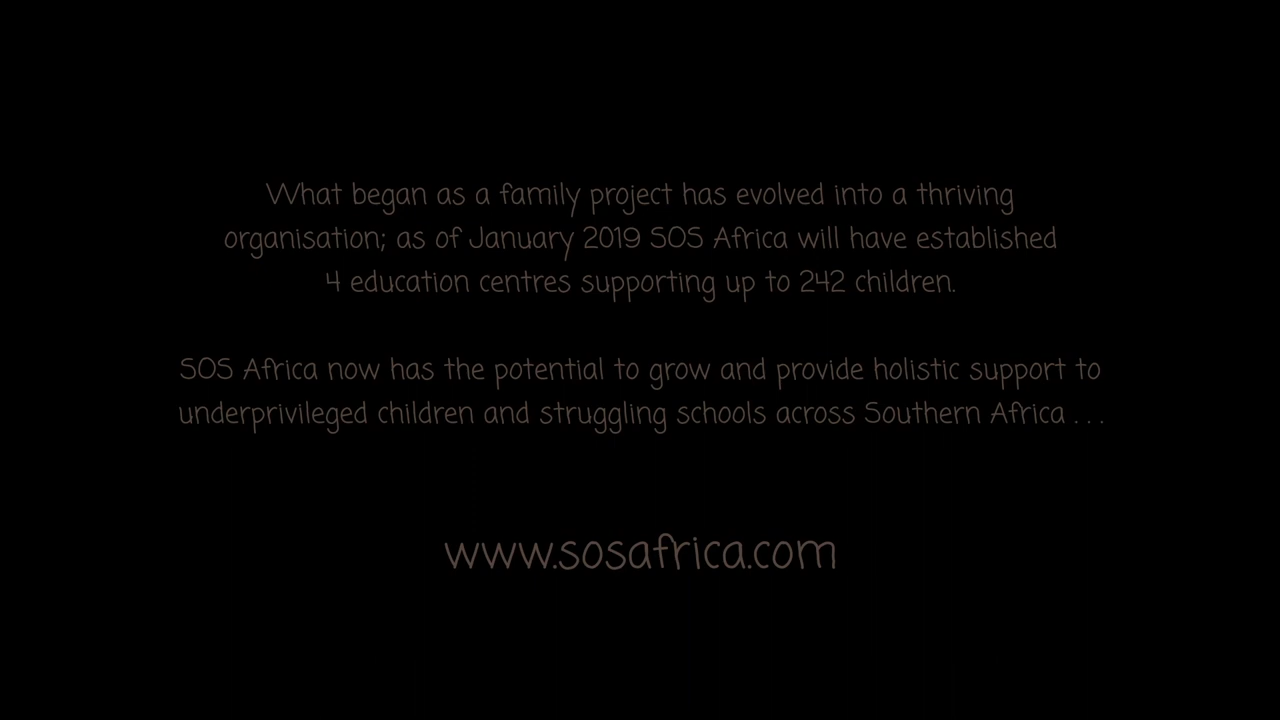 What began as a family project has evolved into a thriving
organisation; as of January 2019 SOS Africa will have established
4 education centres supporting up to 242 children.
SOS Africa now has the potential to grow and provide holistic support to
underprivileged children and struggling schools across Southern Africa . . .
www.sosafrica.com